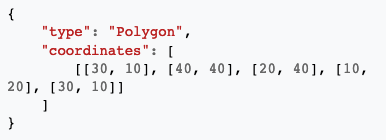 {
    "type": "Polygon",
    "coordinates": [
        [[30, 10], [40, 40], [20, 40], [10,
20], [30, 10]]
    ]
}